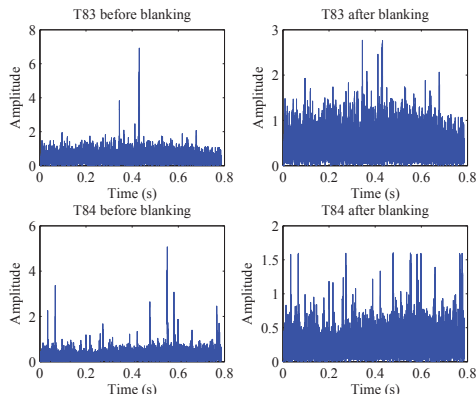 T83 before blanking
8
6
4
2
0
0 0.2 0.4 0.6 0.8
Amplitude
Time (s)
T83 after blanking
3
2
1
0
0 0.2 0.4 0.6 0.8
Amplitude
Time (s)
T84 before blanking
6
4
2
0
0 0.2 0.4 0.6 0.8
Amplitude
Time (s)
T84 after blanking
2
1.5
1
0.5
0
0 0.2 0.4 0.6 0.8
Amplitude
Time (s)